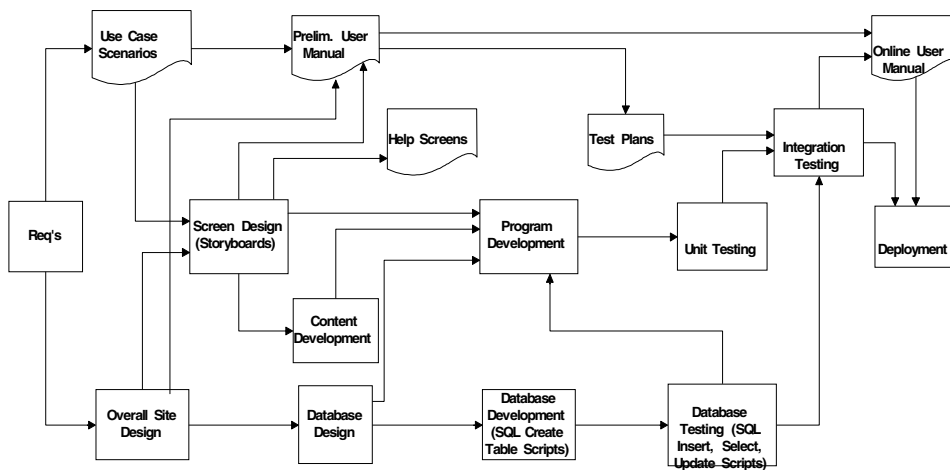 Use Case
Scenarios
Prelim. User
Manual
Online User
Manual
Help Screens
Test Plans
Integration
Testing
Req's
Screen Design
(Storyboards)
Program
Development
Unit Testing
Deployment
Content
Development
Overall Site
Design
Database
Design
Database
Development
(SQL Create
Table Scripts)
Database
Testing (SQL
Insert, Select,
Update Scripts)